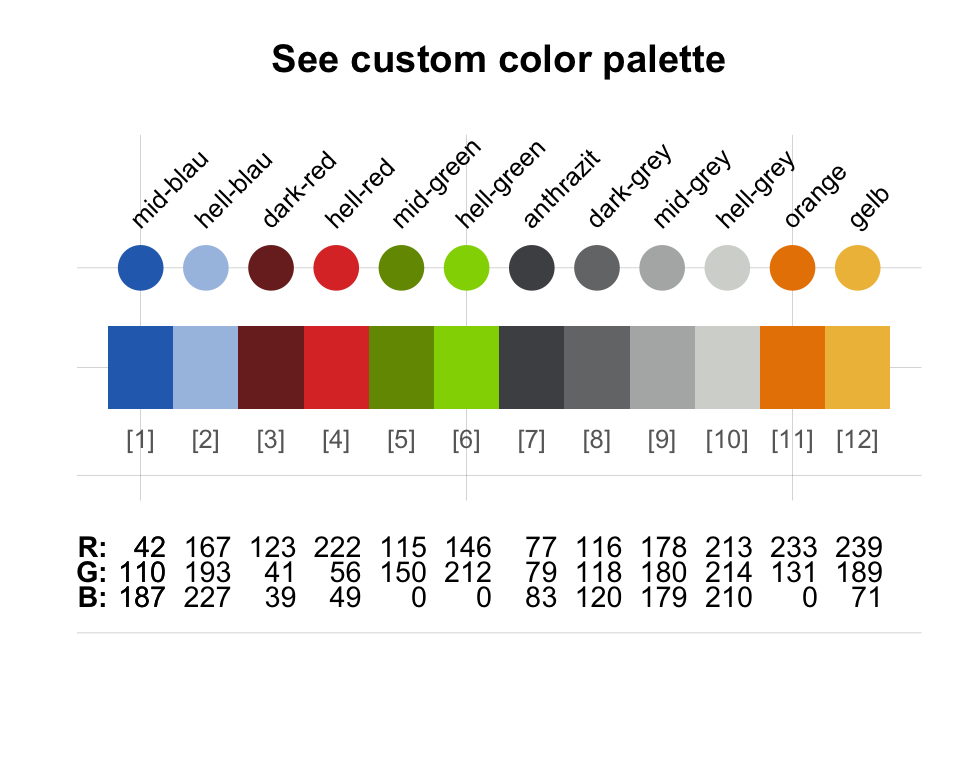 See custom color palette
mid-blau hell-blau dark-red hell-red mid-green hell-green anthrazit dark-grey mid-grey hell-grey orange gelb
[1] [2] [3] [4] [5] [6] [7] [8] [9] [10] [11] [12]
R: 42 167 123 222 115 146 77 116 178 213 233 239
G: 110 193 41 56 150 212 79 118 180 214 131 189
B: 187 227 39 49 0 0 83 120 179 210 0 71